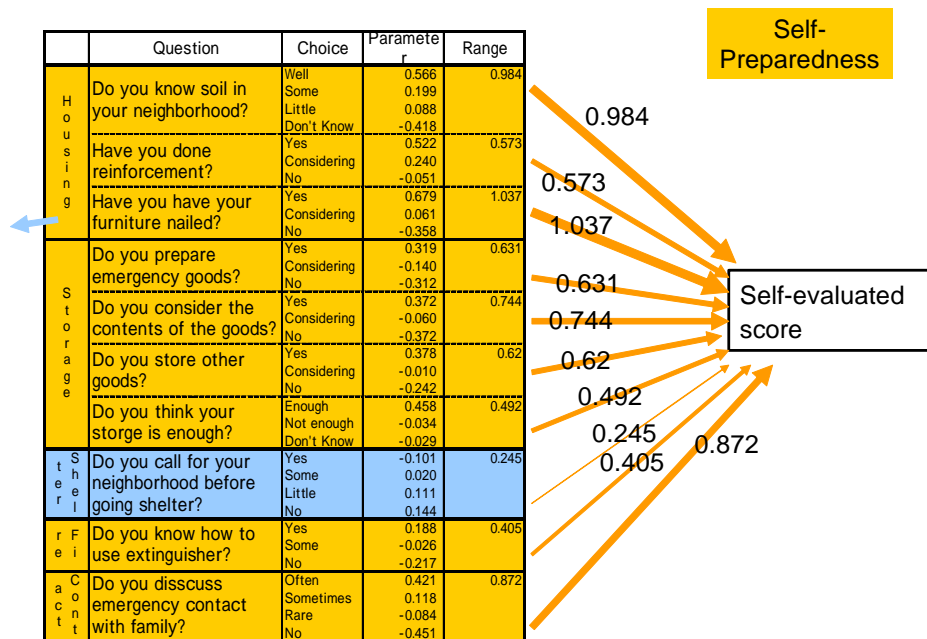 Self-
Preparedness
Question Choice Paramete
r Range
Housing
Do you know soil in
your neighborhood?
Well 0.566 0.984
Some 0.199
Little 0.088
Don't Know -0.418
Have you done
reinforcement?
Yes 0.522 0.573
Considering 0.240
No -0.051
Have you have your
furniture nailed?
Yes 0.679 1.037
Considering 0.061
No -0.358
Storage
Do you prepare
emergency goods?
Yes 0.319 0.631
Considering -0.140
No -0.312
Do you consider the
contents of the goods?
Yes 0.372 0.744
Considering -0.060
No -0.372
Do you store other
goods?
Yes 0.378 0.62
Considering -0.010
No -0.242
Do you think your
storge is enough?
Enough 0.458 0.492
Not enough -0.034
Don't Know -0.029
Shel
ter
Do you call for your
neighborhood before
going shelter?
Yes -0.101 0.245
Some 0.020
Little 0.111
No 0.144
Fi
re
Do you know how to
use extinguisher?
Yes 0.188 0.405
Some -0.026
No -0.217
Cont
act
Do you disscuss
emergency contact
with family?
Often 0.421 0.872
Sometimes 0.118
Rare -0.084
No -0.451
0.984
0.573
1.037
0.631
0.744
0.62
0.492
0.245
0.405
0.872
Self-evaluated
score